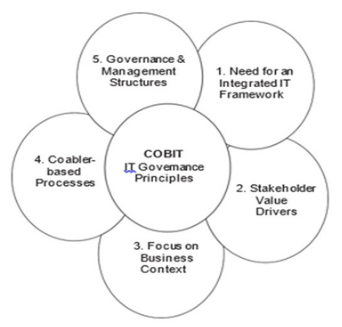 5. Governance &
Management
Structures
1. Need for an
Integrated IT
Framework
COBIT
IT Governance
Principles
4. Coabler-
based
Processes
2. Stakeholder
Value
Drivers
3. Focus on
Business
Context